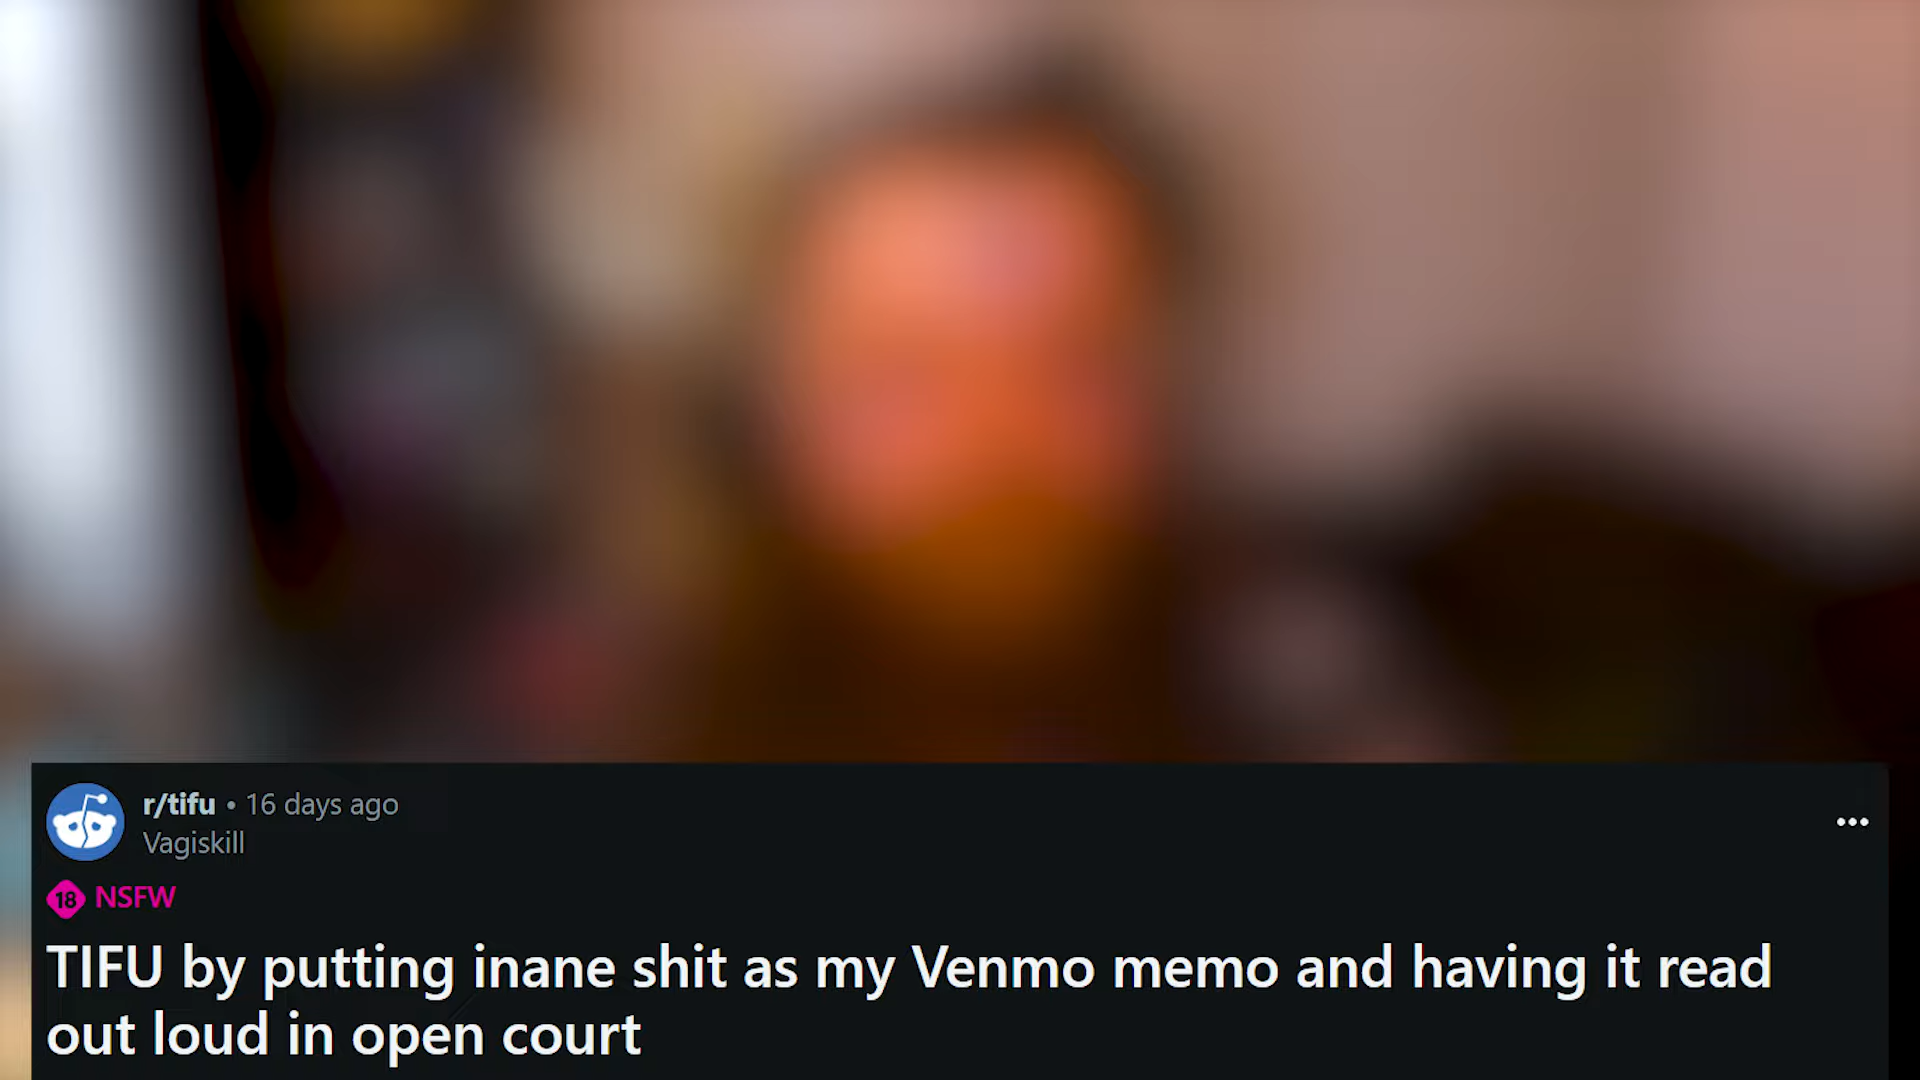 r/tifu • 16 days ago
Vagiskill
18 NSFW
TIFU by putting inane shit as my Venmo memo and having it read
out loud in open court